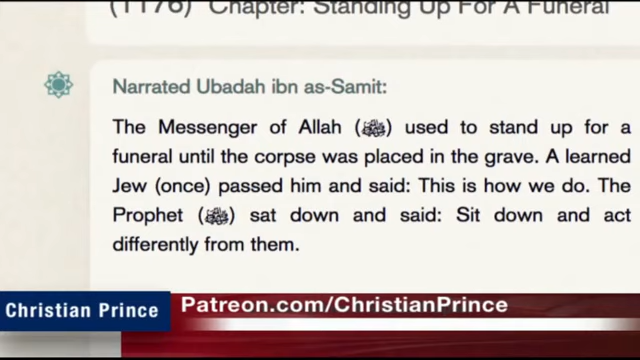 (1176) Chapter: Standing Up For A Funeral
Narrated Ubadah ibn as-Samit:
The Messenger of Allah (ﷺ) used to stand up for a
funeral until the corpse was placed in the grave. A learned
Jew (once) passed him and said: This is how we do. The
Prophet (ﷺ) sat down and said: Sit down and act
differently from them.
Christian Prince
Patreon.com/ChristianPrince